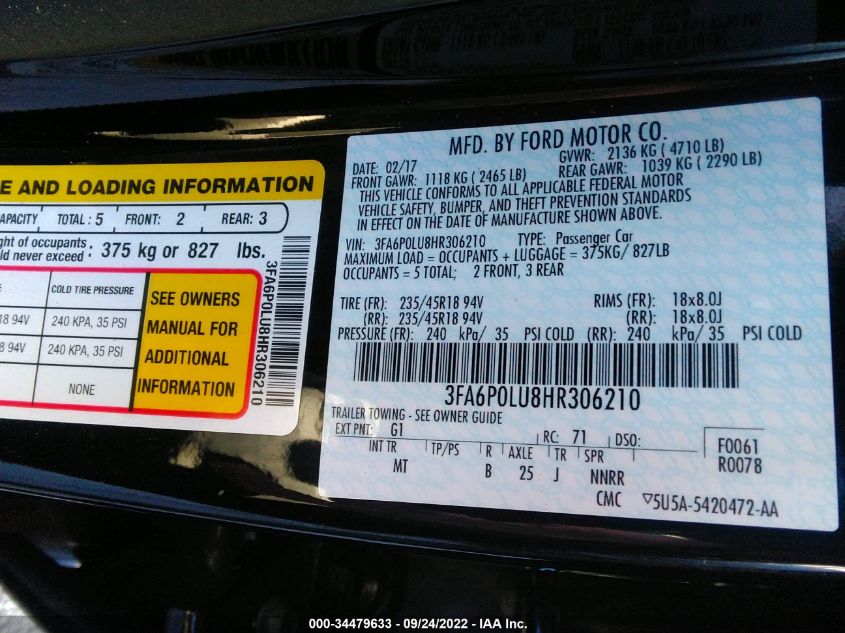 E AND LOADING INFORMATION
APACITY TOTAL : 5 FRONT: 2 REAR: 3
ght of occupants
ld never exceed : 375 kg or 827 lbs.
E COLD TIRE PRESSURE
R18 94V 240 KPA, 35 PSI
8 94V 240 KPA, 35 PSI
NONE
SEE OWNERS
MANUAL FOR
ADDITIONAL
INFORMATION
3FA6P0LU8HR306210
MFD. BY FORD MOTOR CO.
DATE: 02/17 GVWR: 2136 KG ( 4710 LB)
FRONT GAWR: 1118 KG ( 2465 LB) REAR GAWR: 1039 KG ( 2290 LB)
THIS VEHICLE CONFORMS TO ALL APPLICABLE FEDERAL MOTOR
VEHICLE SAFETY, BUMPER, AND THEFT PREVENTION STANDARDS
IN EFFECT ON THE DATE OF MANUFACTURE SHOWN ABOVE.
VIN: 3FA6P0LU8HR306210 TYPE: Passenger Car
MAXIMUM LOAD = OCCUPANTS + LUGGAGE = 375KG/ 827LB
OCCUPANTS = 5 TOTAL; 2 FRONT, 3 REAR
TIRE (FR): 235/45R18 94V RIMS (FR): 18x8.0J
(RR): 235/45R18 94V (RR): 18x8.0J
PRESSURE (FR): 240 kPa/ 35 PSI COLD (RR): 240 kPa/ 35 PSI COLD
3FA6P0LU8HR306210
TRAILER TOWING - SEE OWNER GUIDE
EXT PNT: G1 RC: 71 DSO: F0061
INT TR TP/PS R AXLE TR SPR R0078
MT B 25 J NNRR
CMC ▽5U5A-5420472-AA
000-34479633 - 09/24/2022 - IAA Inc.